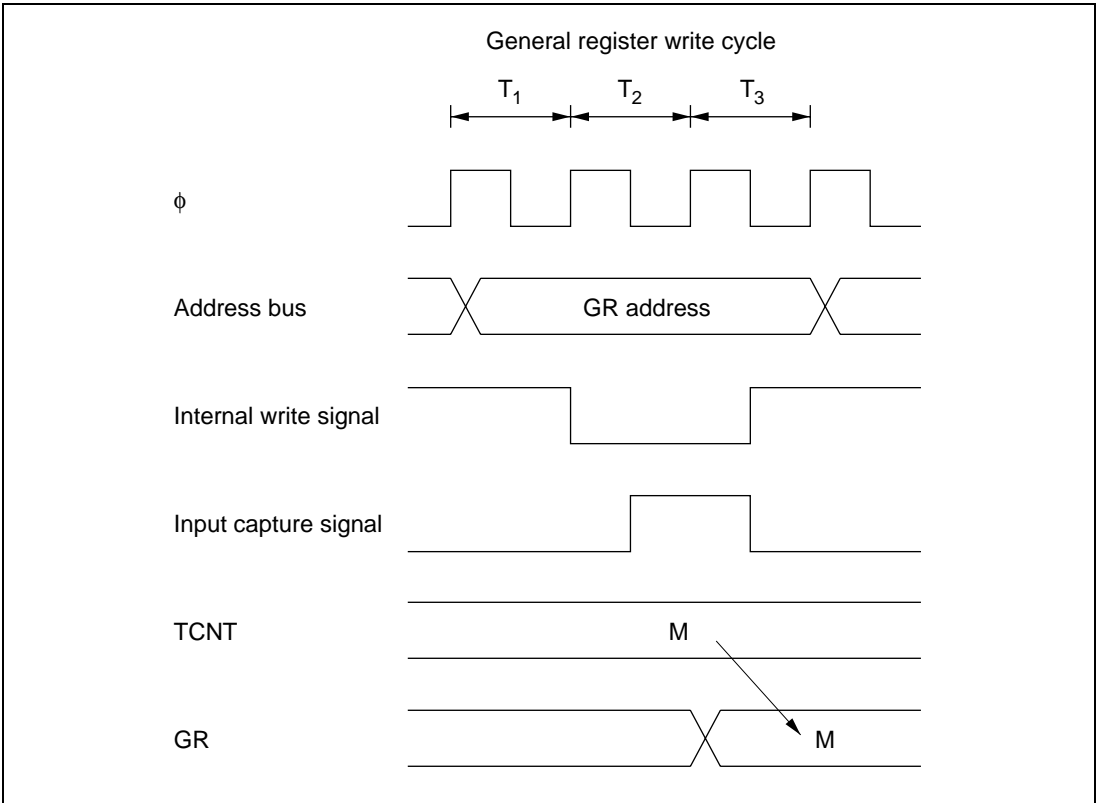 General register write cycle
T1 T2 T3
φ
Address bus GR address
Internal write signal
Input capture signal
TCNT M
GR M